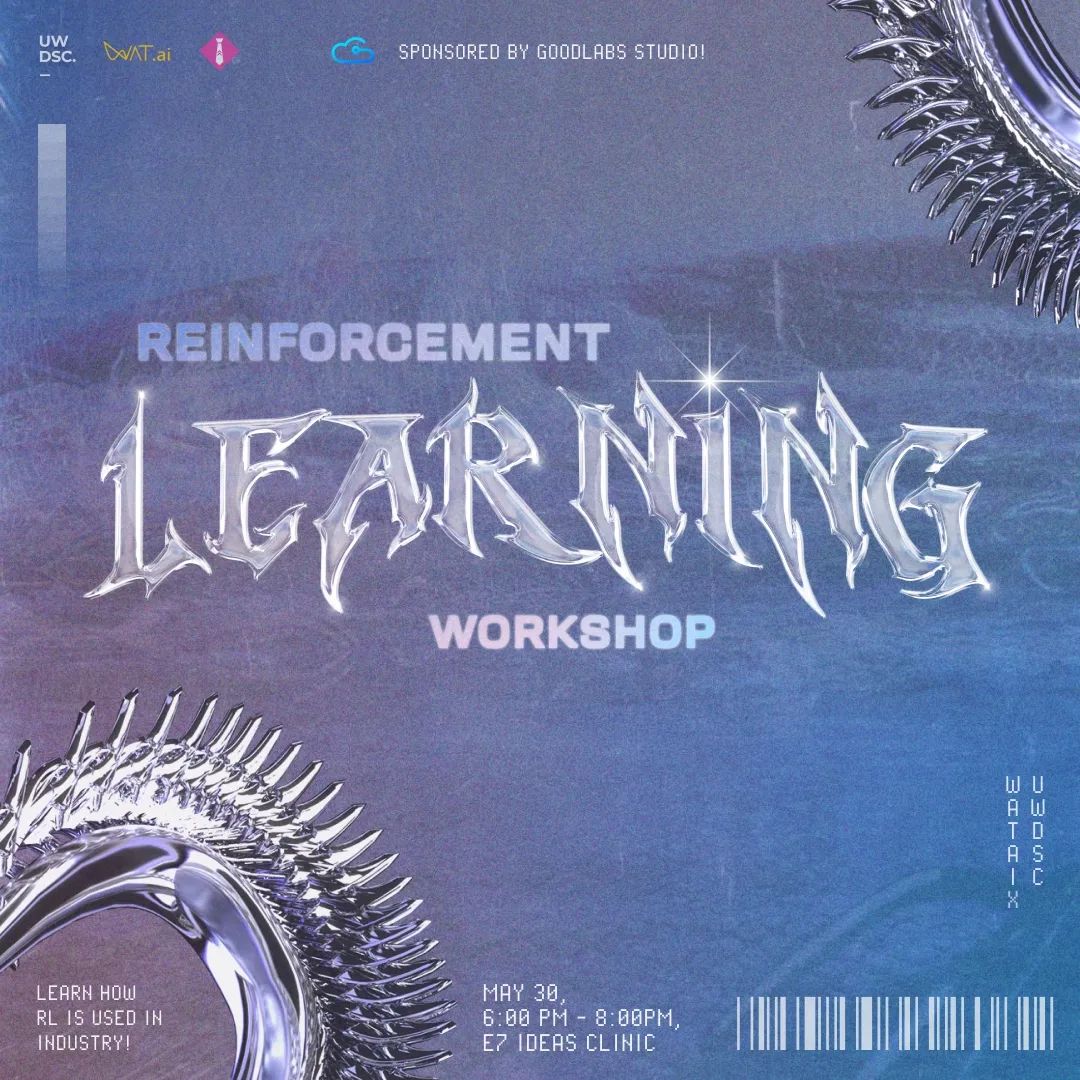 UW
DSC.
WAT.ai
SPONSORED BY GOODLABS STUDIO!
REINFORCEMENT
LEARNING
WORKSHOP
WATAI X
UWDSC
LEARN HOW
RL IS USED IN
INDUSTRY!
MAY 30,
6:00 PM - 8:00PM,
E7 IDEAS CLINIC